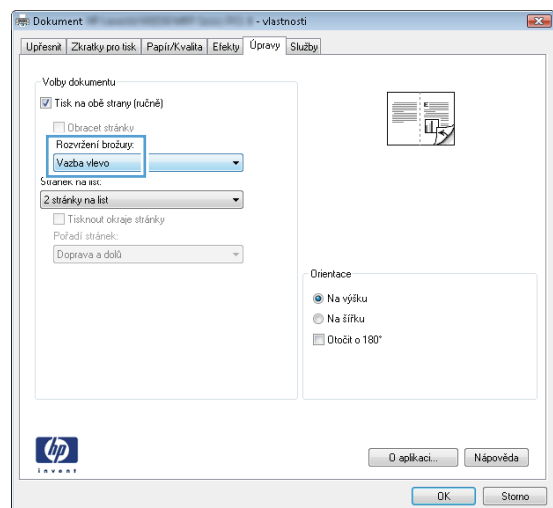 Dokument - vlastnosti
Upřesnit Zkratky pro tisk Papír/Kvalita Efekty Úpravy Služby
Volby dokumentu
Tisk na obě strany (ručně)
Obracet stránky
Rozvržení brožury:
Vazba vlevo
Stránek na list:
2 stránky na list
Tisknout okraje stránky
Pořadí stránek:
Doprava a dolů
Orientace
Na výšku
Na šířku
Otočit o 180°
hp
invent
O aplikaci... Nápověda
OK Storno